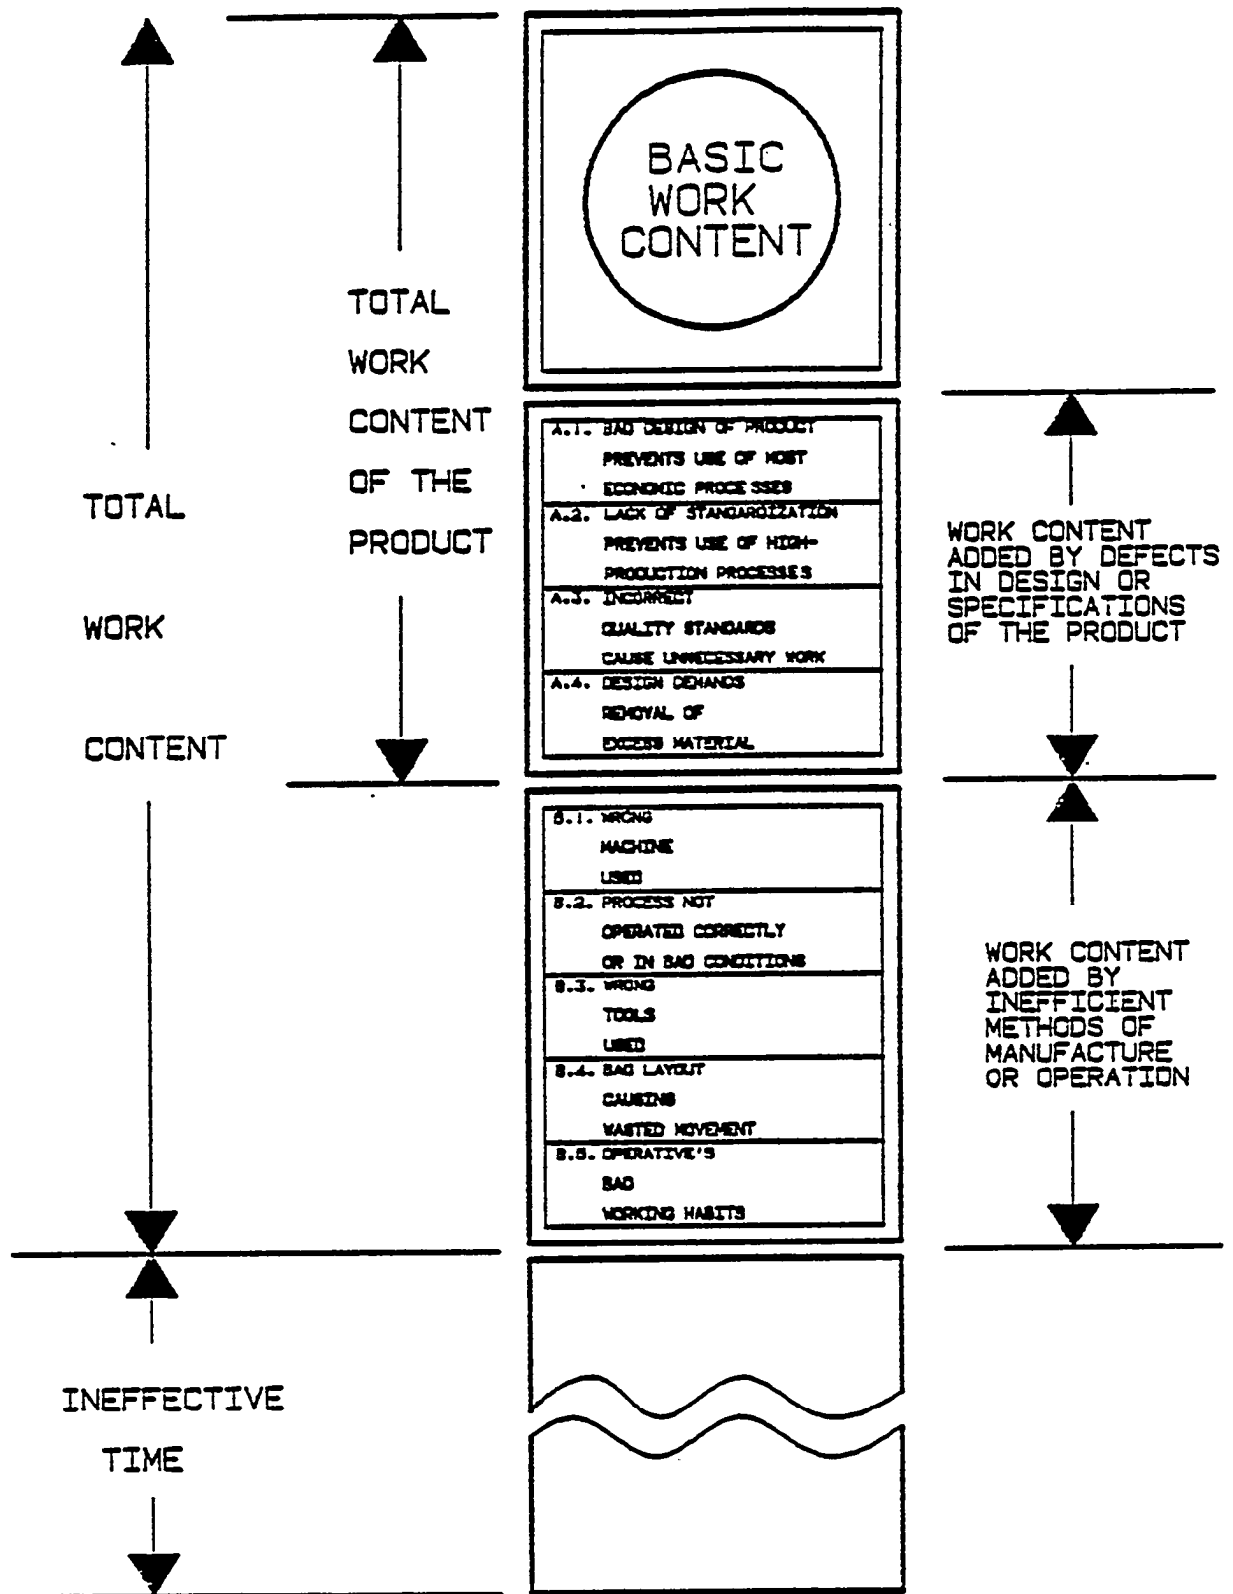 BASIC
WORK
CONTENT
TOTAL
WORK
CONTENT
OF THE
PRODUCT
TOTAL
WORK
CONTENT
A.1. BAD DESIGN OF PRODUCT
PREVENTS USE OF MOST
ECONOMIC PROCESSES
A.2. LACK OF STANDARDIZATION
PREVENTS USE OF HIGH-
PRODUCTION PROCESSES
A.3. INCORRECT
QUALITY STANDARDS
CAUSE UNNECESSARY WORK
A.4. DESIGN DEMANDS
REMOVAL OF
EXCESS MATERIAL
WORK CONTENT
ADDED BY DEFECTS
IN DESIGN OR
SPECIFICATIONS
OF THE PRODUCT
B.1. WRONG
MACHINE
USED
B.2. PROCESS NOT
OPERATED CORRECTLY
OR IN BAD CONDITIONS
B.3. WRONG
TOOLS
USED
B.4. BAD LAYOUT
CAUSING
WASTED MOVEMENT
B.5. OPERATIVE'S
BAD
WORKING HABITS
WORK CONTENT
ADDED BY
INEFFICIENT
METHODS OF
MANUFACTURE
OR OPERATION
INEFFECTIVE
TIME